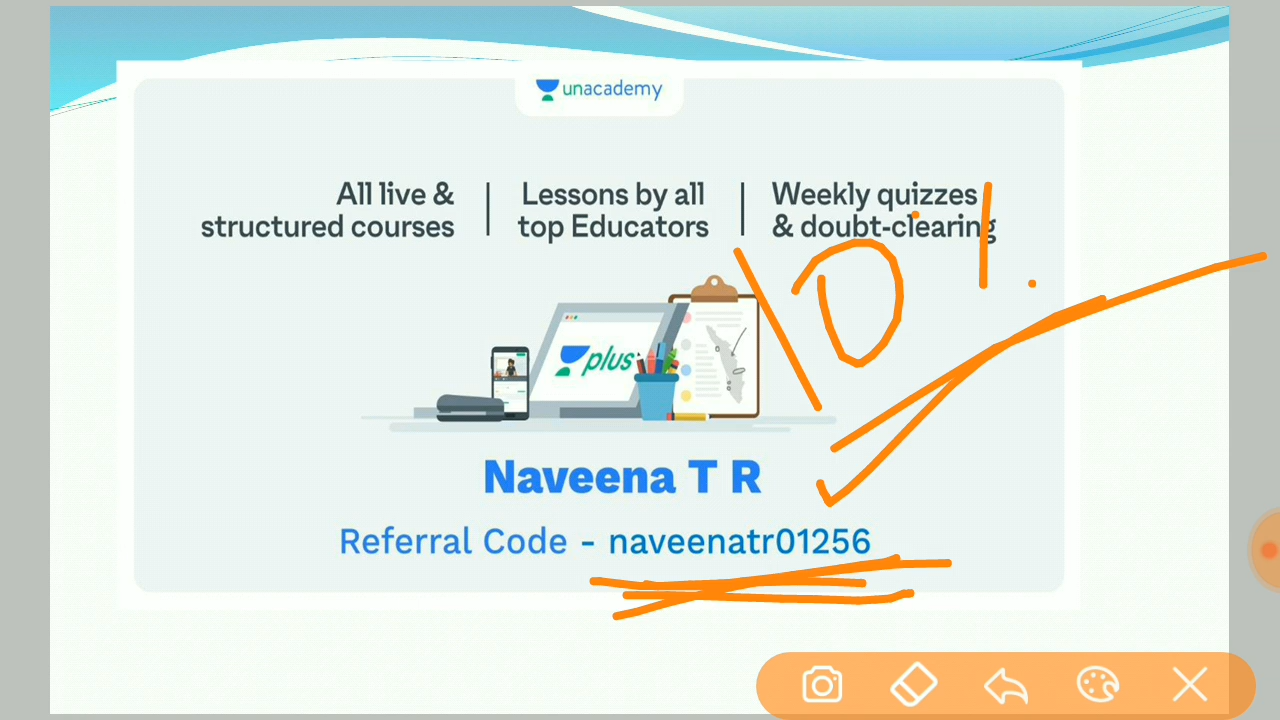 unacademy
All live &
structured courses
Lessons by all
top Educators
Weekly quizzes
& doubt-clearing
10%
plus
Naveena T R
Referral Code - naveenatr01256